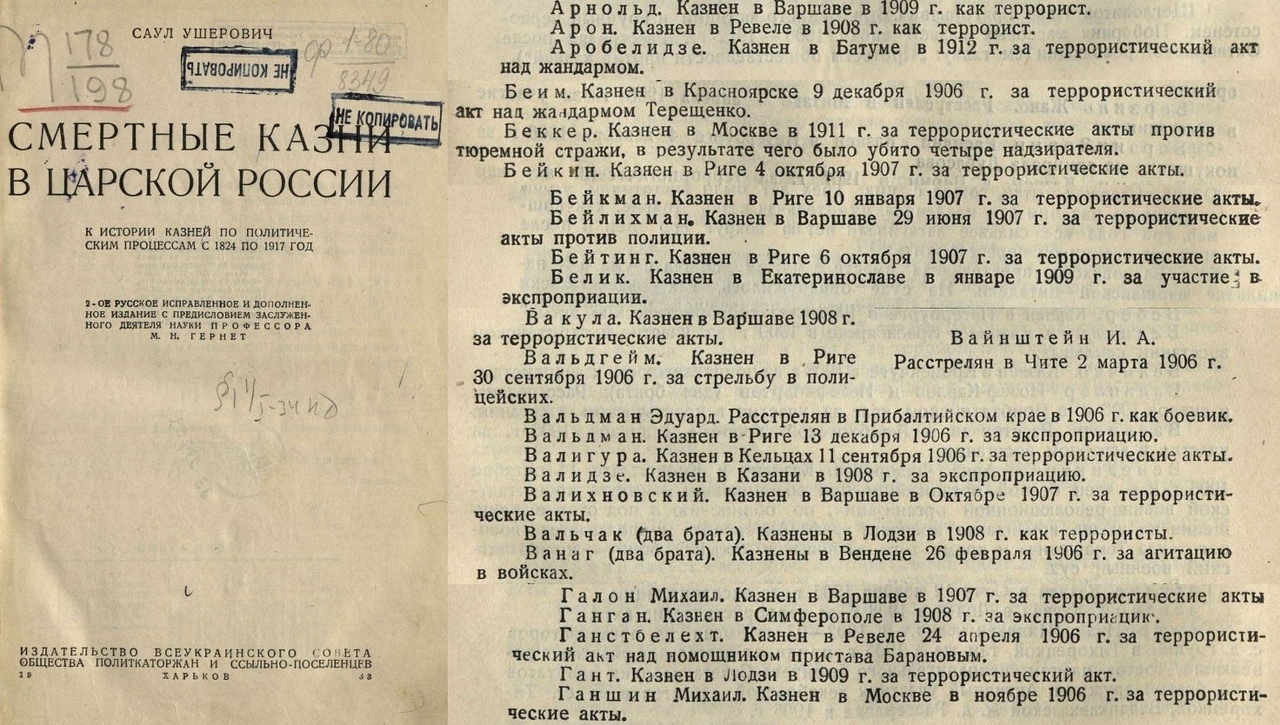 178
198
САУЛ УШЕРОВИЧ
НЕ КОПИРОВАТЬ
1-80
8349
НЕ КОПИРОВАТЬ
СМЕРТНЫЕ КАЗНИ
В ЦАРСКОЙ РОССИИ
К ИСТОРИИ КАЗНЕЙ ПО ПОЛИТИЧЕ-
СКИМ ПРОЦЕССАМ С 1824 ПО 1917 ГОД
2-ОЕ РУССКОЕ ИСПРАВЛЕННОЕ И ДОПОЛНЕН-
НОЕ ИЗДАНИЕ С ПРЕДИСЛОВИЕМ ЗАСЛУЖЕН-
НОГО ДЕЯТЕЛЯ НАУКИ ПРОФЕССОРА
М. Н. ГЕРНЕТ
ИЗДАТЕЛЬСТВО ВСЕУКРАИНСКОГО СОВЕТА
ОБЩЕСТВА ПОЛИТКАТОРЖАН И ССЫЛЬНО-ПОСЕЛЕНЦЕВ
19 ХАРЬКОВ 33
Арнольд. Казнен в Варшаве в 1909 г. как террорист.
Арон. Казнен в Ревеле в 1908 г. как террорист.
Аробелидзе. Казнен в Батуме в 1912 г. за террористический акт
над жандармом.
Беим. Казнен в Красноярске 9 декабря 1906 г. за террористический
акт над жандармом Терещенко.
Беккер. Казнен в Москве в 1911 г. за террористические акты против
тюремной стражи, в результате чего было убито четыре надзирателя.
Бейкин. Казнен в Риге 4 октября 1907 г. за террористические акты.
Бейкман. Казнен в Риге 10 января 1907 г. за террористические акты.
Бейлихман. Казнен в Варшаве 29 июня 1907 г. за террористические
акты против полиции.
Бейтинг. Казнен в Риге 6 октября 1907 г. за террористические акты.
Белик. Казнен в Екатеринославе в январе 1909 г. за участие в
экспроприации.
Вакула. Казнен в Варшаве 1908 г.
за террористические акты.
Вальдгейм. Казнен в Риге
30 сентября 1906 г. за стрельбу в поли-
цейских.
Вайнштейн И. А.
Расстрелян в Чите 2 марта 1906 г.
Вальдман Эдуард. Расстрелян в Прибалтийском крае в 1906 г. как боевик.
Вальдман. Казнен в Риге 13 декабря 1906 г. за экспроприацию.
Валигура. Казнен в Кельцах 11 сентября 1906 г. за террористические акты.
Валидзе. Казнен в Казани в 1908 г. за экспроприацию.
Валихновский. Казнен в Варшаве в Октябре 1907 г. за террористи-
ческие акты.
Вальчак (два брата). Казнены в Лодзи в 1908 г. как террористы.
Ванаг (два брата). Казнены в Вендене 26 февраля 1906 г. за агитацию
в войсках.
Галон Михаил. Казнен в Варшаве в 1907 г. за террористические акты
Ганган. Казнен в Симферополе в 1908 г. за экспроприацию.
Ганстбелехт. Казнен в Ревеле 24 апреля 1906 г. за террористи-
ческий акт над помощником пристава Барановым.
Гант. Казнен в Лодзи в 1909 г. за террористический акт.
Ганшин Михаил. Казнен в Москве в ноябре 1906 г. за террористи-
ческие акты.